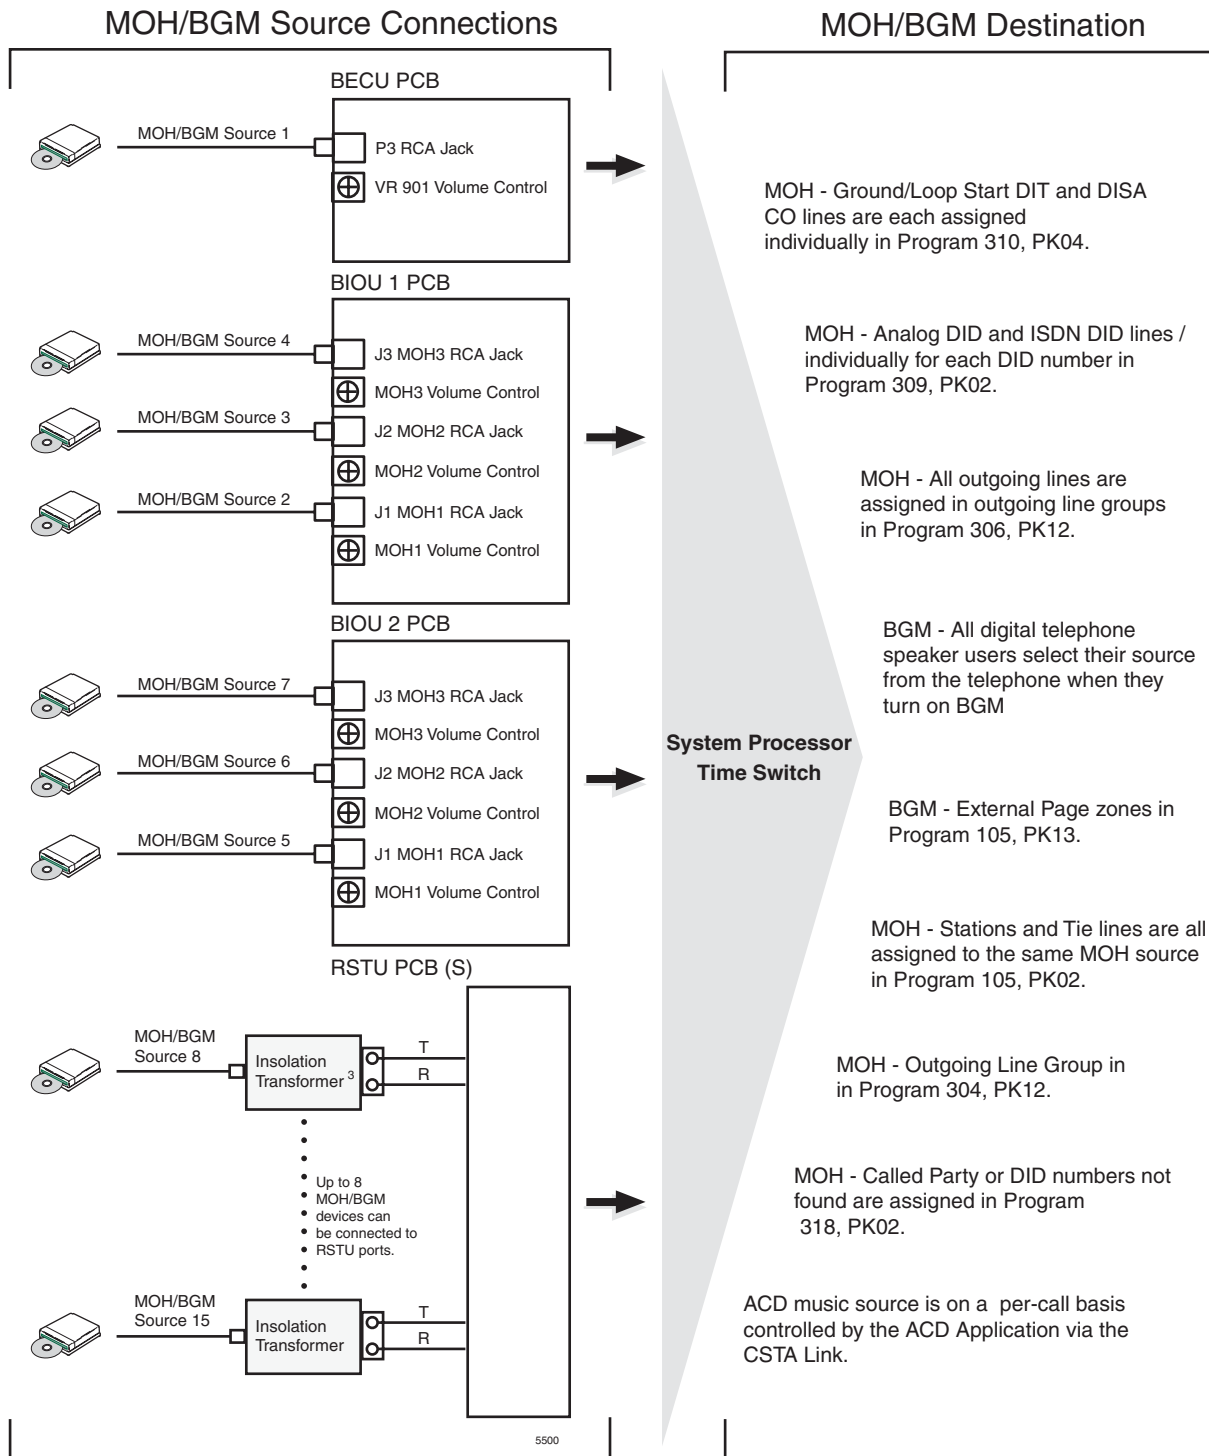 MOH/BGM Source Connections
BECU PCB
MOH/BGM Source 1
P3 RCA Jack
VR 901 Volume Control
BIOU 1 PCB
MOH/BGM Source 4
J3 MOH3 RCA Jack
MOH3 Volume Control
MOH/BGM Source 3
J2 MOH2 RCA Jack
MOH2 Volume Control
MOH/BGM Source 2
J1 MOH1 RCA Jack
MOH1 Volume Control
BIOU 2 PCB
MOH/BGM Source 7
J3 MOH3 RCA Jack
MOH3 Volume Control
MOH/BGM Source 6
J2 MOH2 RCA Jack
MOH2 Volume Control
MOH/BGM Source 5
J1 MOH1 RCA Jack
MOH1 Volume Control
RSTU PCB (S)
MOH/BGM
Source 8
Insolation
Transformer 3
T
R
Up to 8
MOH/BGM
devices can
be connected to
RSTU ports.
MOH/BGM
Source 15
Insolation
Transformer
T
R
5500
System Processor
Time Switch
MOH/BGM Destination
MOH - Ground/Loop Start DIT and DISA
CO lines are each assigned
individually in Program 310, PK04.
MOH - Analog DID and ISDN DID lines /
individually for each DID number in
Program 309, PK02.
MOH - All outgoing lines are
assigned in outgoing line groups
in Program 306, PK12.
BGM - All digital telephone
speaker users select their source
from the telephone when they
turn on BGM
BGM - External Page zones in
Program 105, PK13.
MOH - Stations and Tie lines are all
assigned to the same MOH source
in Program 105, PK02.
MOH - Outgoing Line Group in
in Program 304, PK12.
MOH - Called Party or DID numbers not
found are assigned in Program
318, PK02.
ACD music source is on a per-call basis
controlled by the ACD Application via the
CSTA Link.